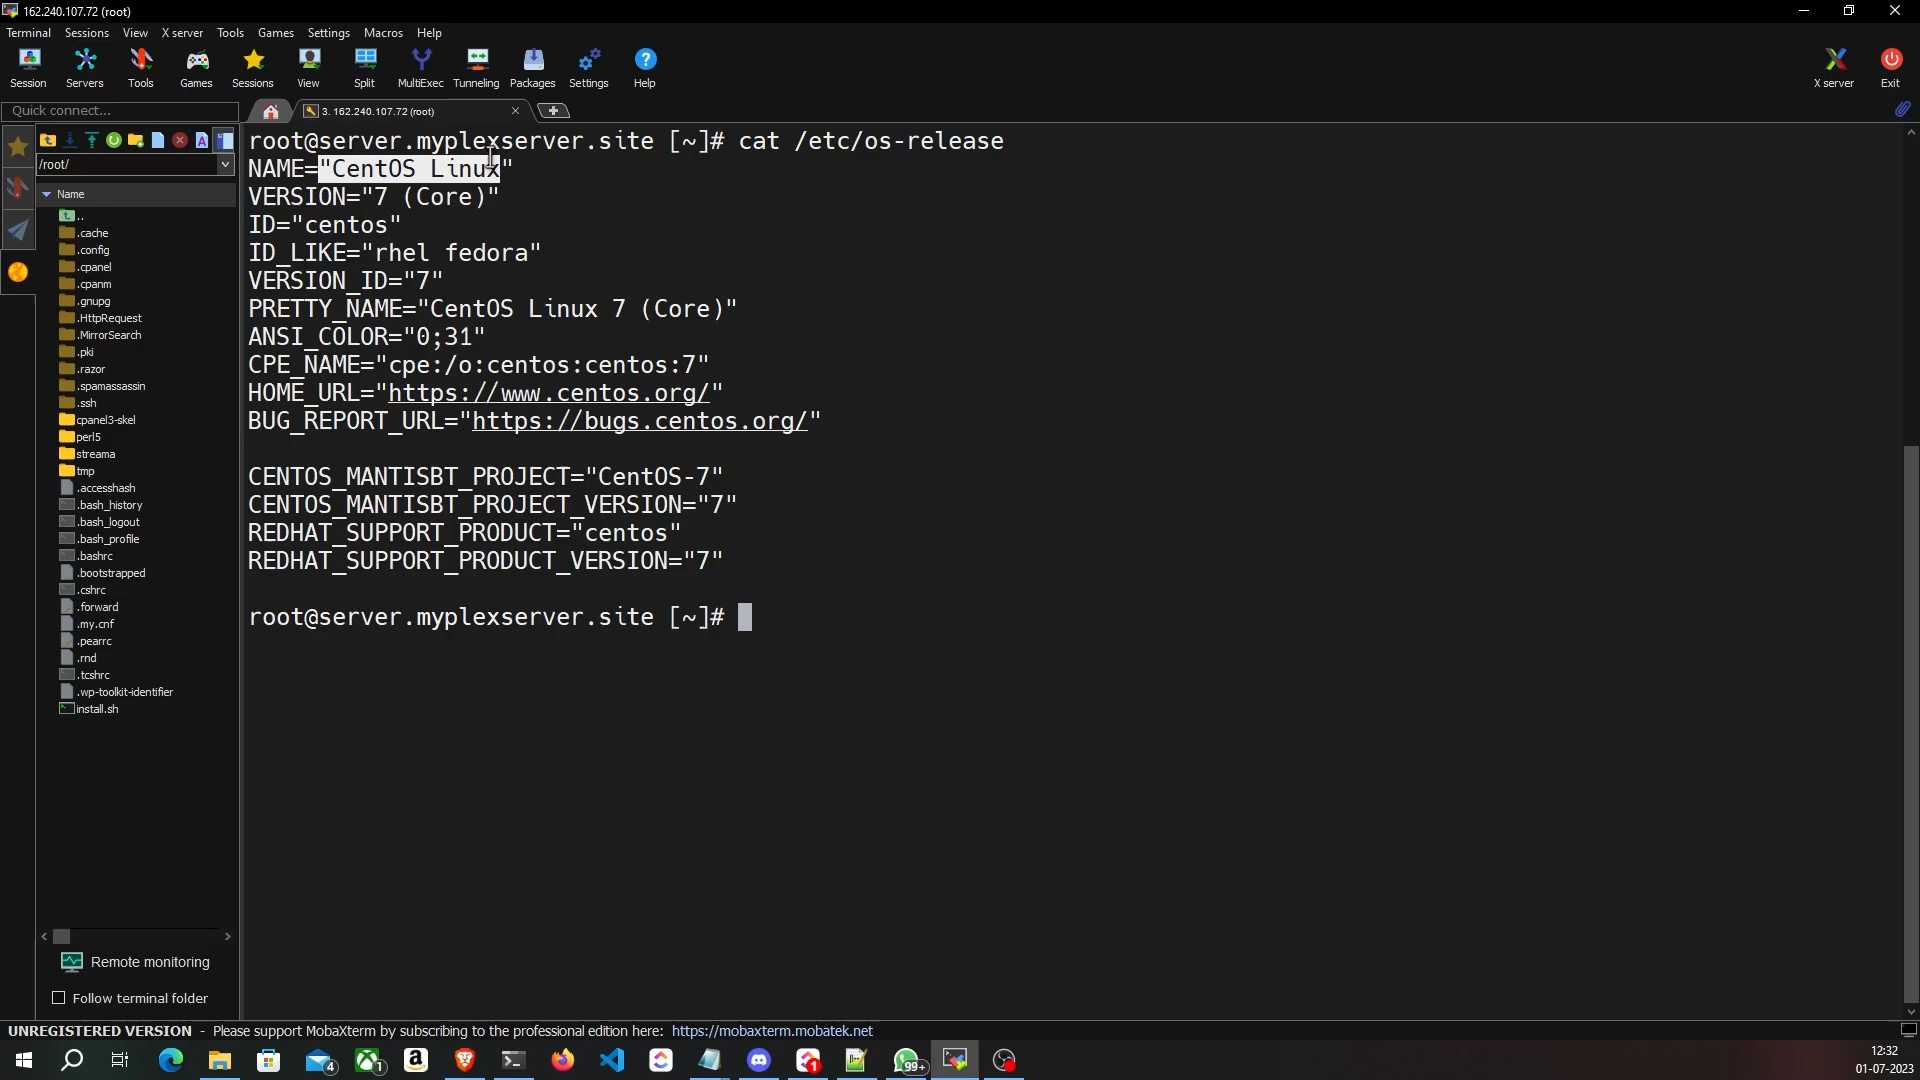 162.240.107.72 (root)
Terminal Sessions View X server Tools Games Settings Macros Help
Session Servers Tools Games Sessions View Split MultiExec Tunneling Packages Settings Help X server Exit
Quick connect...
3. 162.240.107.72 (root)
/root/
Name
..
.cache
.config
.cpanel
.cpanm
.gnupg
.HttpRequest
.MirrorSearch
.pki
.razor
.spamassassin
.ssh
cpanel3-skel
perl5
streama
tmp
.accesshash
.bash_history
.bash_logout
.bash_profile
.bashrc
.bootstrapped
.cshrc
.forward
.my.cnf
.pearrc
.rnd
.tcshrc
.wp-toolkit-identifier
install.sh
Remote monitoring
Follow terminal folder
root@server.myplexserver.site [~]# cat /etc/os-release
NAME="CentOS Linux"
VERSION="7 (Core)"
ID="centos"
ID_LIKE="rhel fedora"
VERSION_ID="7"
PRETTY_NAME="CentOS Linux 7 (Core)"
ANSI_COLOR="0;31"
CPE_NAME="cpe:/o:centos:centos:7"
HOME_URL="https://www.centos.org/"
BUG_REPORT_URL="https://bugs.centos.org/"
CENTOS_MANTISBT_PROJECT="CentOS-7"
CENTOS_MANTISBT_PROJECT_VERSION="7"
REDHAT_SUPPORT_PRODUCT="centos"
REDHAT_SUPPORT_PRODUCT_VERSION="7"
root@server.myplexserver.site [~]#
UNREGISTERED VERSION - Please support MobaXterm by subscribing to the professional edition here: https://mobaxterm.mobatek.net
4 1 a 1 99+
12:32
01-07-2023